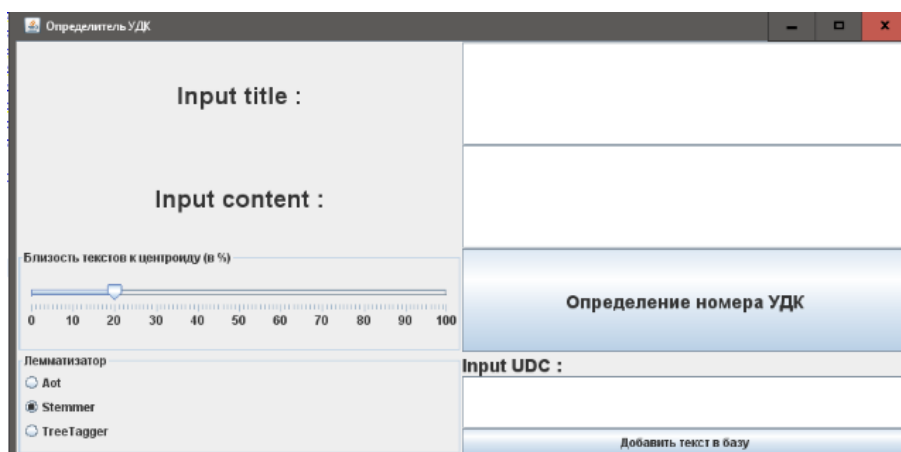 Определитель УДК
Input title :
Input content :
Близость текстов к центроиду (в %)
0 10 20 30 40 50 60 70 80 90 100
Определение номера УДК
Лемматизатор
Aot
Stemmer
TreeTagger
Input UDC :
Добавить текст в базу